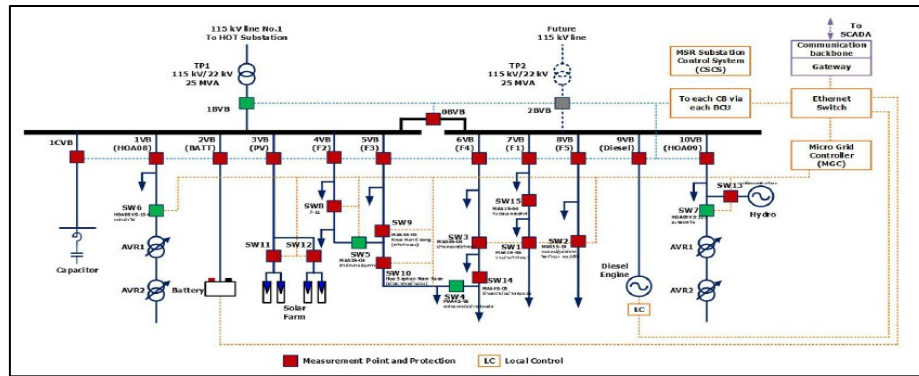 115 kV line No.1
To HOT Substation
Future
115 kV line
To
SCADA
Communication
backbone
Gateway
MSR Substation
Control System
(CSCS)
TP1
115 kV/22 kV
25 MVA
TP2
115 kV/22 kV
25 MVA
1BVB
0BVB
2BVB
To each CB via
each BCU
Ethernet
Switch
Micro Grid
Controller
(MGC)
1CVB
1VB
(HOA08)
2VB
(BATT)
3VB
(PV)
4VB
(F2)
5VB
(F3)
6VB
(F4)
7VB
(F1)
8VB
(F5)
9VB
(Diesel)
10VB
(HOA09)
SW6
SW8
7-11
SW9
SW15
SW13
SW7
Hydro
SW11
SW12
SW5
SW3
SW1
SW2
SW10
SW14
SW4
AVR1
AVR2
Capacitor
Battery
Solar
Farm
Diesel
Engine
LC
AVR1
AVR2
Measurement Point and Protection
LC
Local Control